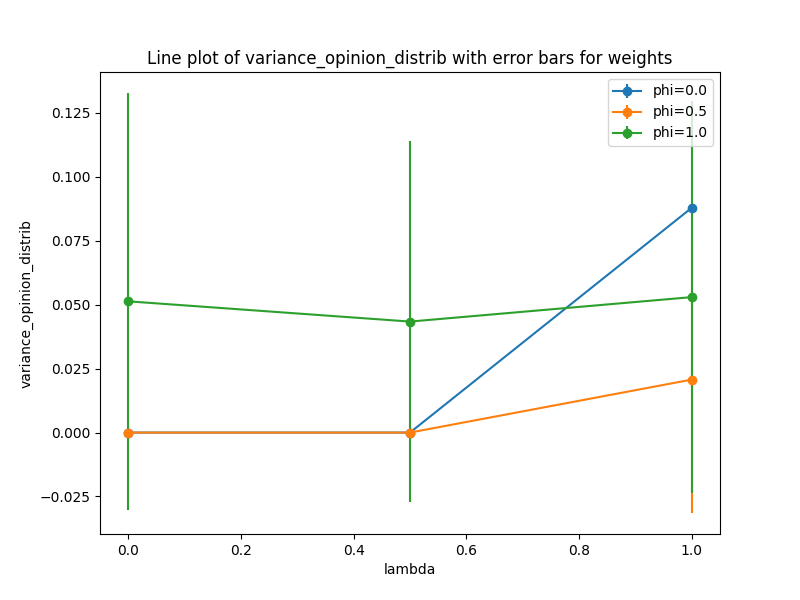 Line plot of variance_opinion_distrib with error bars for weights
phi=0.0
phi=0.5
phi=1.0
variance_opinion_distrib
0.125
0.100
0.075
0.050
0.025
0.000
−0.025
0.0 0.2 0.4 0.6 0.8 1.0
lambda